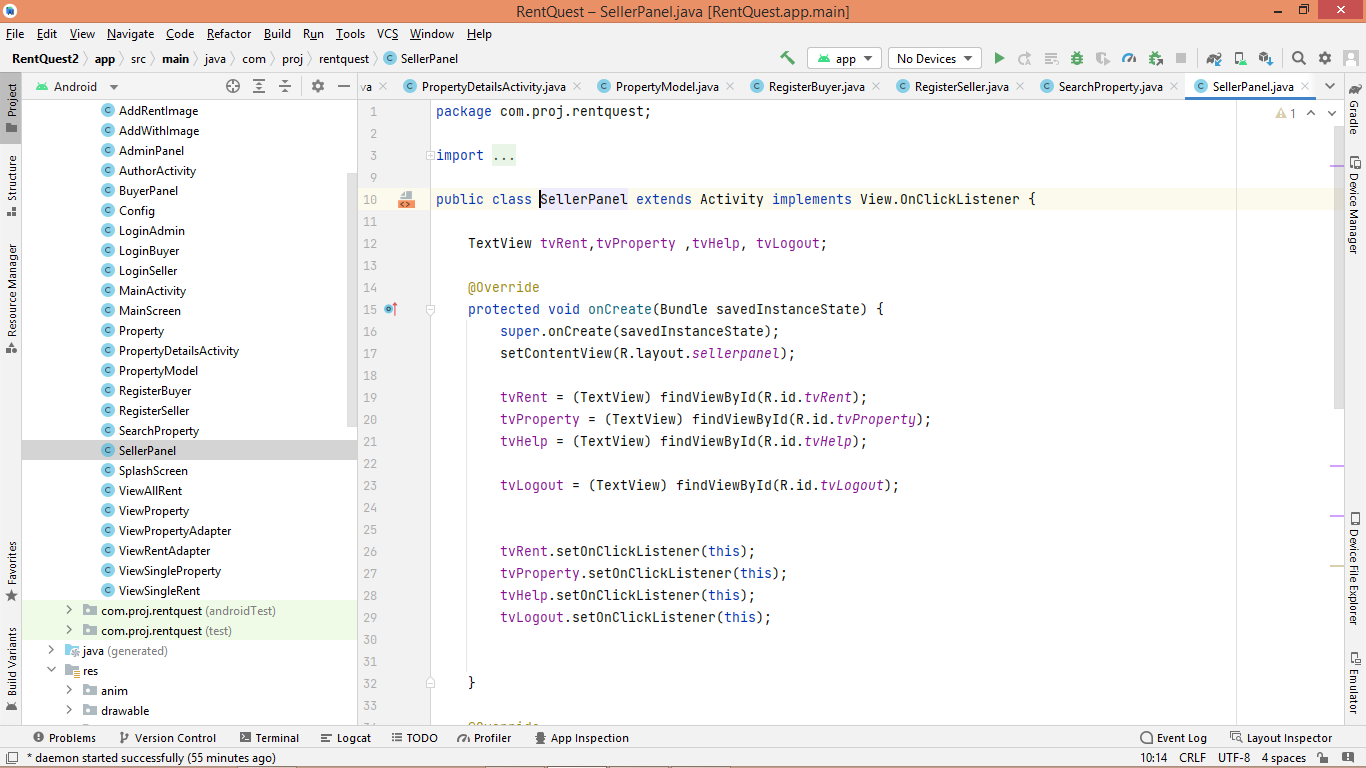 RentQuest – SellerPanel.java [RentQuest.app.main]
File Edit View Navigate Code Refactor Build Run Tools VCS Window Help
RentQuest2 app src main java com proj rentquest SellerPanel
app
No Devices
Project
Structure
Resource Manager
Favorites
Build Variants
Android
AddRentImage
AddWithImage
AdminPanel
AuthorActivity
BuyerPanel
Config
LoginAdmin
LoginBuyer
LoginSeller
MainActivity
MainScreen
Property
PropertyDetailsActivity
PropertyModel
RegisterBuyer
RegisterSeller
SearchProperty
SellerPanel
SplashScreen
ViewAllRent
ViewProperty
ViewPropertyAdapter
ViewRentAdapter
ViewSingleProperty
ViewSingleRent
com.proj.rentquest (androidTest)
com.proj.rentquest (test)
java (generated)
res
anim
drawable
va PropertyDetailsActivity.java PropertyModel.java RegisterBuyer.java RegisterSeller.java SearchProperty.java SellerPanel.java
1 package com.proj.rentquest;
2
3 import ...
9
10 public class SellerPanel extends Activity implements View.OnClickListener {
11
12 TextView tvRent,tvProperty ,tvHelp, tvLogout;
13
14 @Override
15 protected void onCreate(Bundle savedInstanceState) {
16 super.onCreate(savedInstanceState);
17 setContentView(R.layout.sellerpanel);
18
19 tvRent = (TextView) findViewById(R.id.tvRent);
20 tvProperty = (TextView) findViewById(R.id.tvProperty);
21 tvHelp = (TextView) findViewById(R.id.tvHelp);
22
23 tvLogout = (TextView) findViewById(R.id.tvLogout);
24
25
26 tvRent.setOnClickListener(this);
27 tvProperty.setOnClickListener(this);
28 tvHelp.setOnClickListener(this);
29 tvLogout.setOnClickListener(this);
30
31
32 }
33
34 @Override
1
Gradle
Device Manager
Device File Explorer
Emulator
Problems Version Control Terminal Logcat TODO Profiler App Inspection Event Log Layout Inspector
* daemon started successfully (55 minutes ago) 10:14 CRLF UTF-8 4 spaces